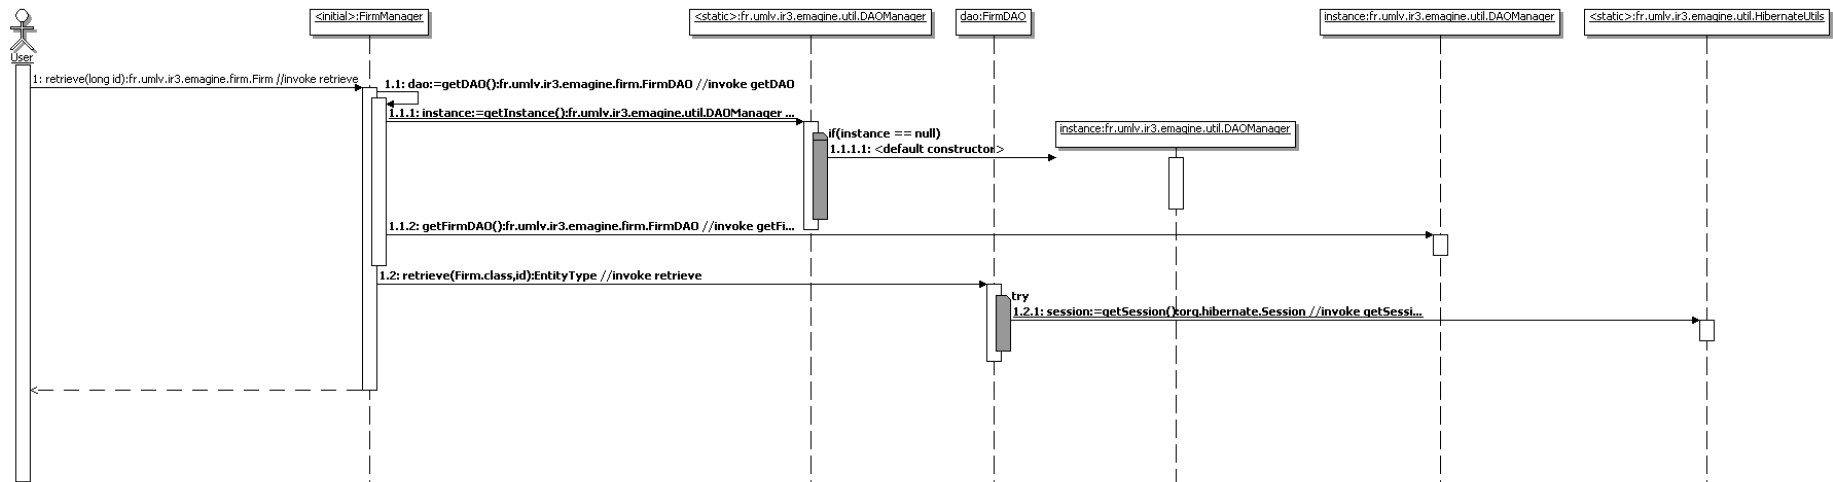 <initial>:FirmManager
<static>:fr.umlv.ir3.emagine.util.DAOManager
dao:FirmDAO
instance:fr.umlv.ir3.emagine.util.DAOManager
<static>:fr.umlv.ir3.emagine.util.HibernateUtils
User
1: retrieve(long id):fr.umlv.ir3.emagine.firm.Firm //invoke retrieve
1.1: dao:=getDAO():fr.umlv.ir3.emagine.firm.FirmDAO //invoke getDAO
1.1.1: instance:=getInstance():fr.umlv.ir3.emagine.util.DAOManager ...
if(instance == null)
instance:fr.umlv.ir3.emagine.util.DAOManager
1.1.1.1: <default constructor>
1.1.2: getFirmDAO():fr.umlv.ir3.emagine.firm.FirmDAO //invoke getFi...
1.2: retrieve(Firm.class,id):EntityType //invoke retrieve
try
1.2.1: session:=getSession():org.hibernate.Session //invoke getSessi...